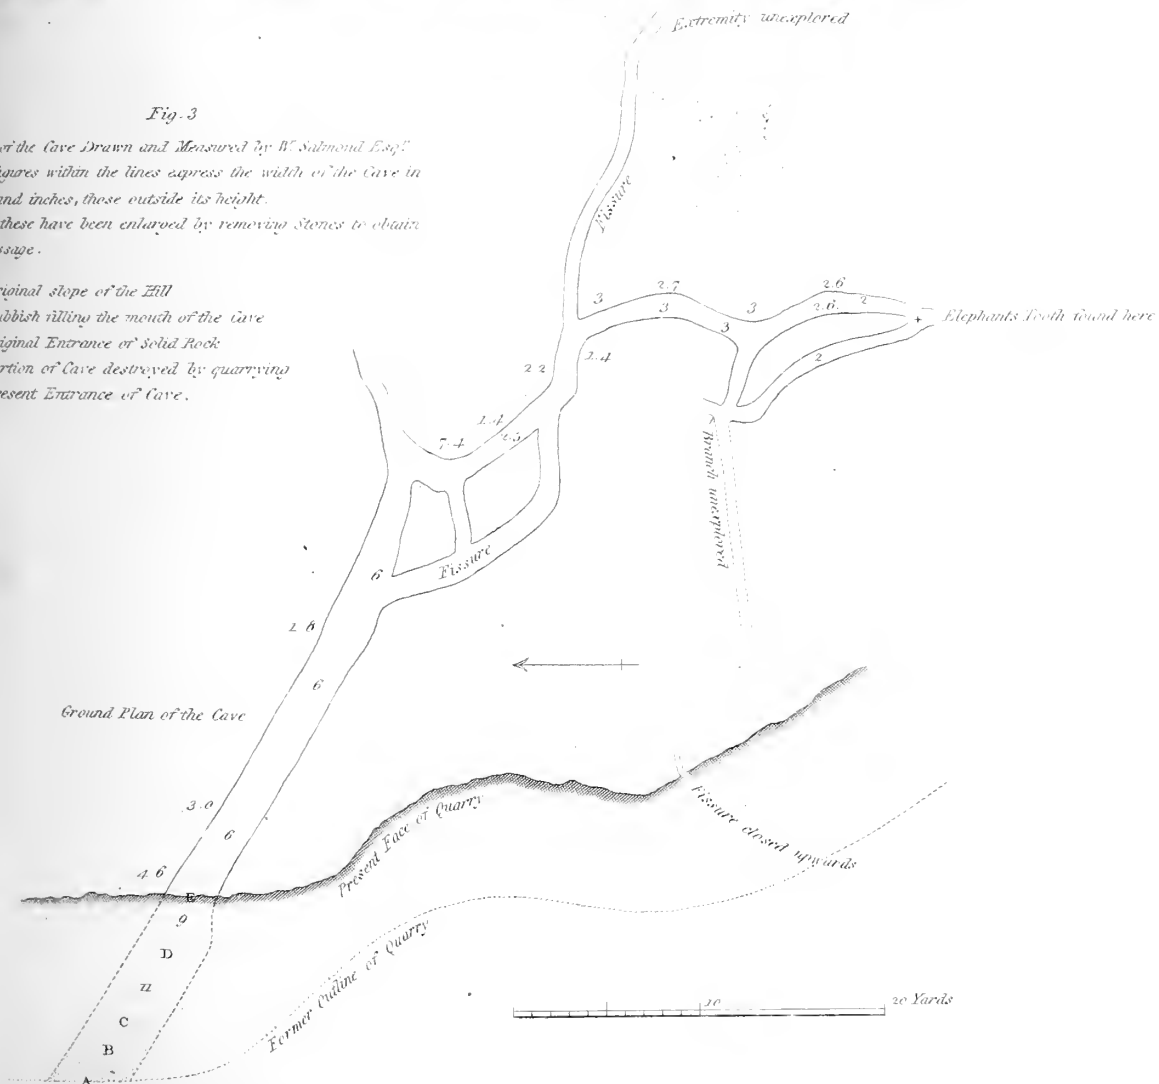 Extremity unexplored
Fig. 3
of the Cave Drawn and Measured by W. Salmond Esqr.
figures within the lines express the width of the Cave in
and inches, those outside its height.
these have been enlarged by removing Stones to obtain
ssage.
riginal slope of the Hill
ubbish filling the mouth of the Cave
riginal Entrance of Solid Rock
rtion of Cave destroyed by quarrying
resent Entrance of Cave.
Fissure
3 2.7 3 2.6 2
3 3 2.6
Elephants Tooth found here
2
2 2
1.4
1.4
7.4
2.5
Branch unexplored
6
Fissure
1 8
6
Ground Plan of the Cave
3.0
6
Present Face of Quarry
Fissure closed upwards
4 6
E
9
D
11
C
B
A
Former Outline of Quarry
10
20 Yards